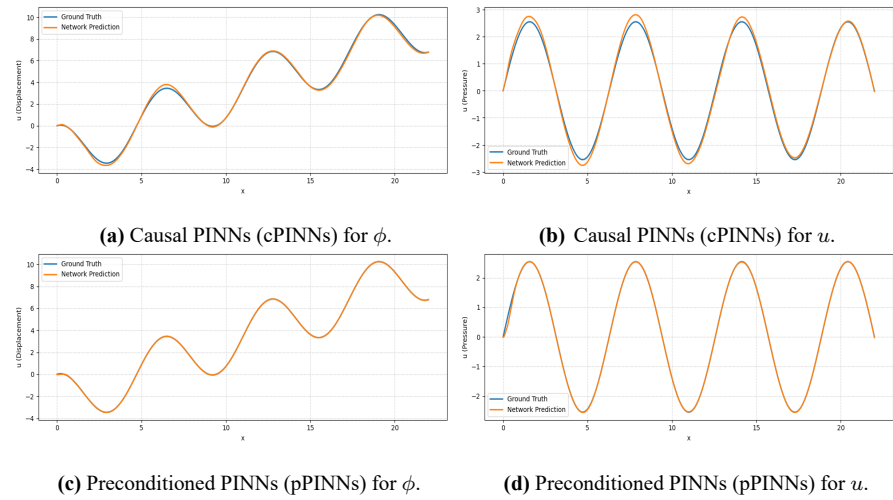 Ground Truth
Network Prediction
u (Displacement)
10
8
6
4
2
0
−2
−4
0
5
10
15
20
x
u (Pressure)
3
2
1
0
−1
−2
−3
0
5
10
15
20
x
Ground Truth
Network Prediction
(a) Causal PINNs (cPINNs) for ϕ.
(b) Causal PINNs (cPINNs) for u.
Ground Truth
Network Prediction
u (Displacement)
10
8
6
4
2
0
−2
−4
0
5
10
15
20
x
u (Pressure)
2
1
0
−1
−2
0
5
10
15
20
x
Ground Truth
Network Prediction
(c) Preconditioned PINNs (pPINNs) for ϕ.
(d) Preconditioned PINNs (pPINNs) for u.